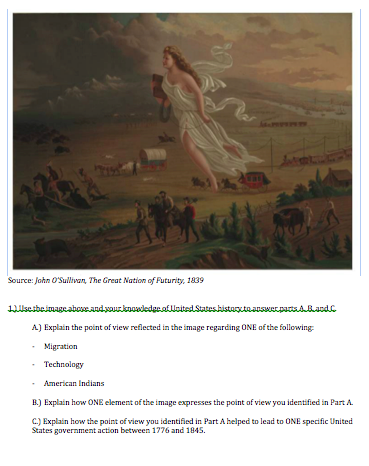 Source: John O'Sullivan, The Great Nation of Futurity, 1839
1.) Use the image above and your knowledge of United States history to answer parts A, B, and C.
A.) Explain the point of view reflected in the image regarding ONE of the following:
- Migration
- Technology
- American Indians
B.) Explain how ONE element of the image expresses the point of view you identified in Part A.
C.) Explain how the point of view you identified in Part A helped to lead to ONE specific United
States government action between 1776 and 1845.